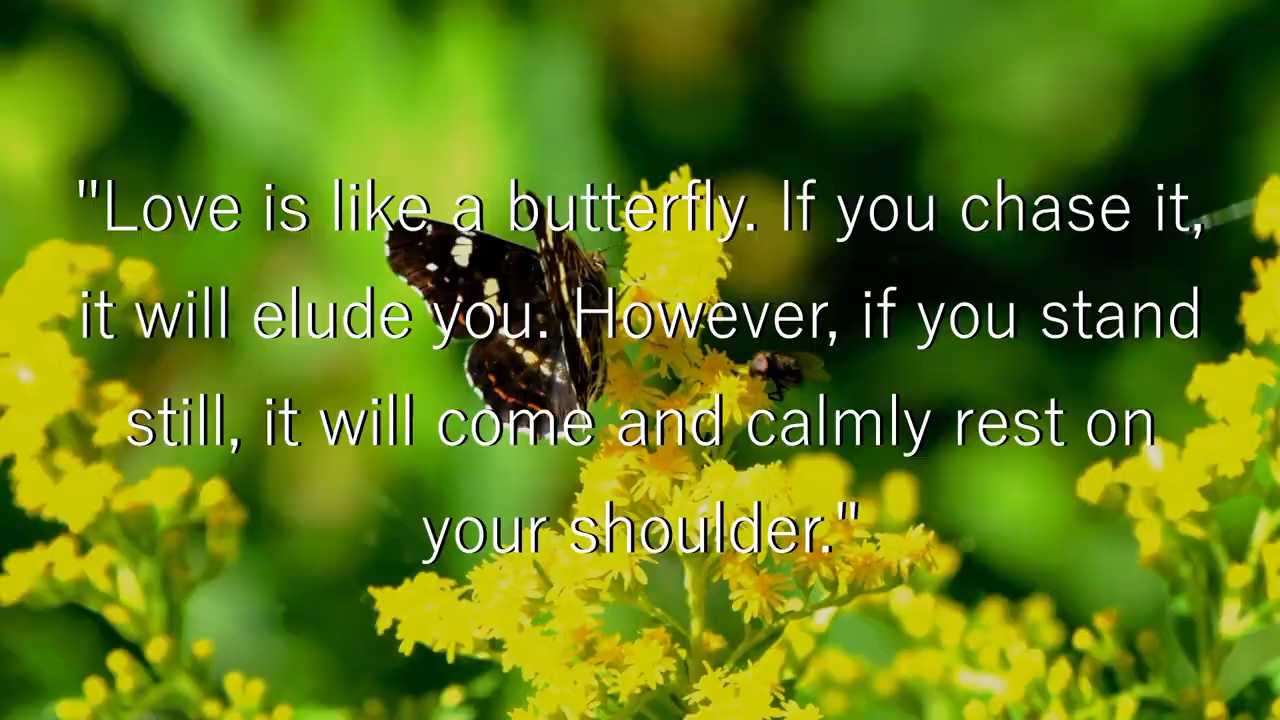 "Love is like a butterfly. If you chase it,
it will elude you. However, if you stand
still, it will come and calmly rest on
your shoulder."